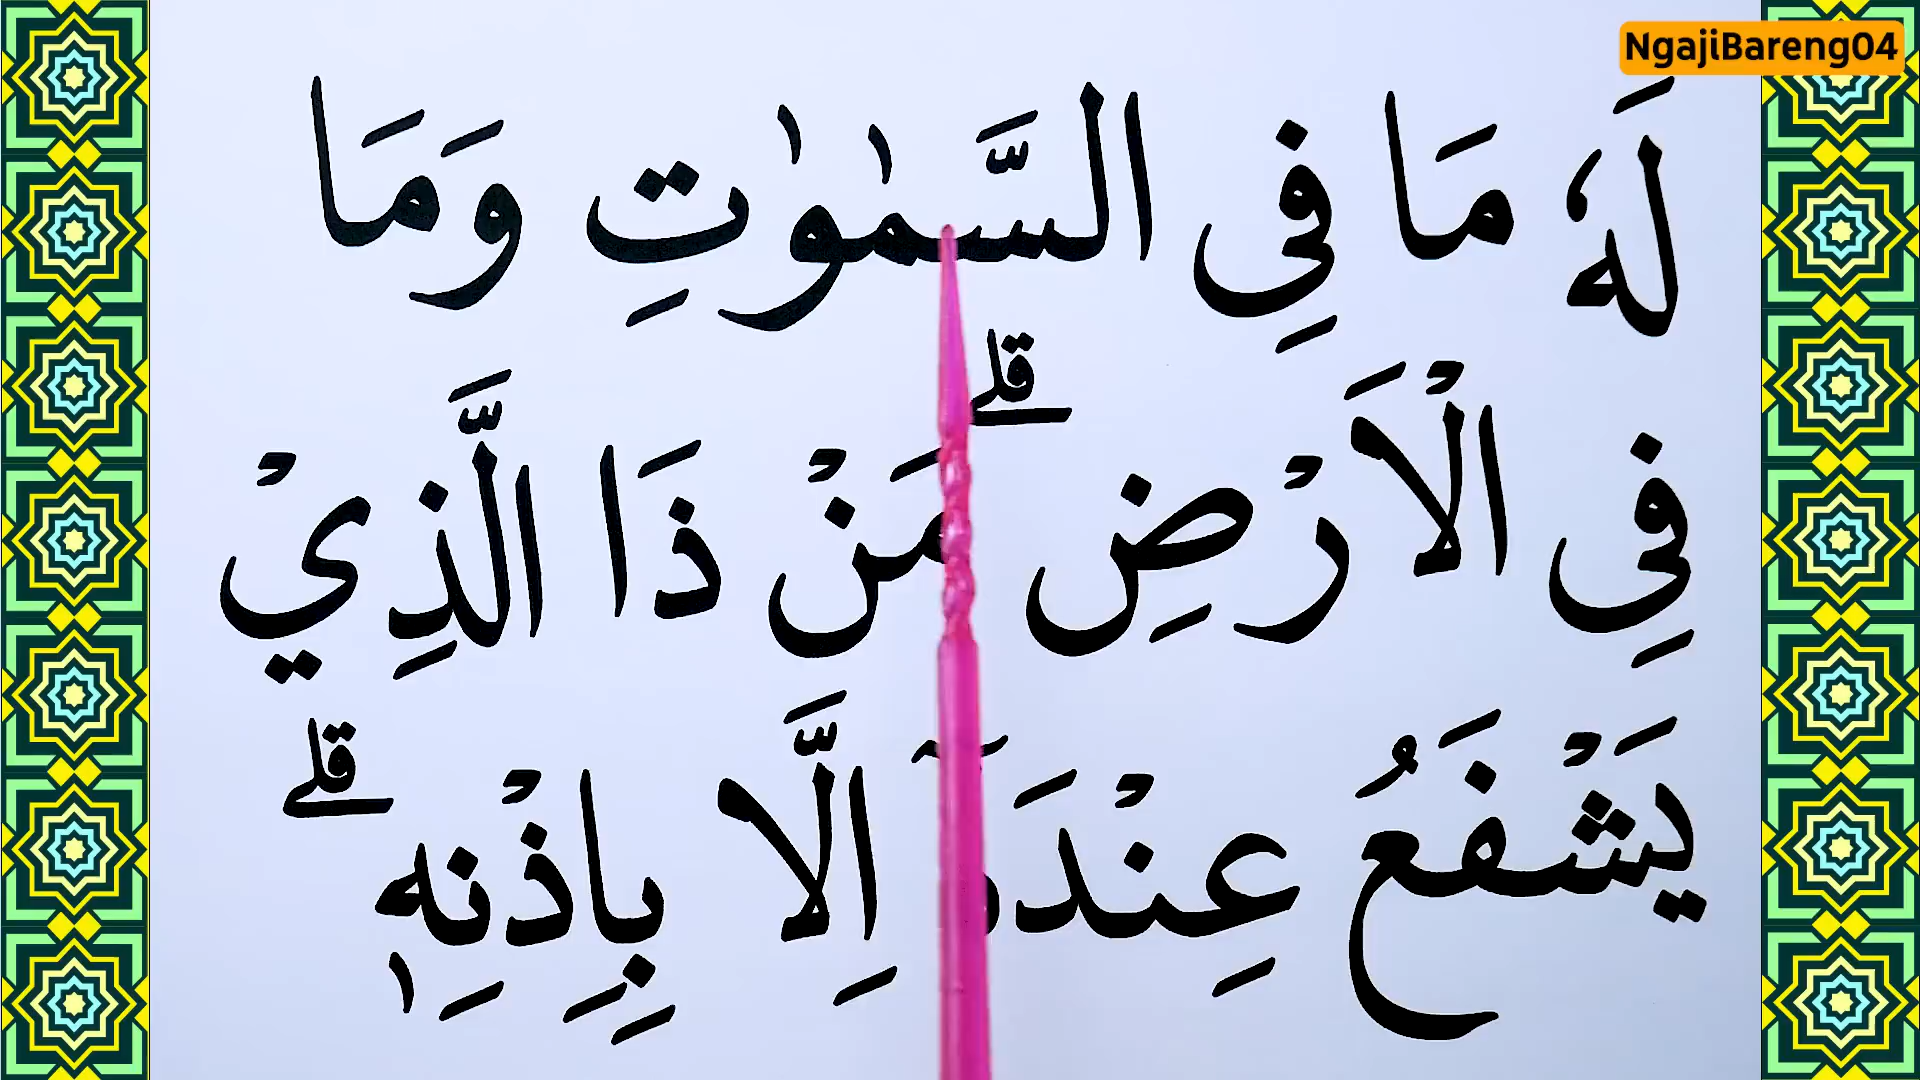 NgajiBareng04
لَهٗ مَا فِى السَّمٰوٰتِ وَمَا
فِى الْاَرْضِ ۗ مَنْ ذَا الَّذِيْ
يَشْفَعُ عِنْدَهٗٓ اِلَّا بِاِذْنِهٖ ۗ